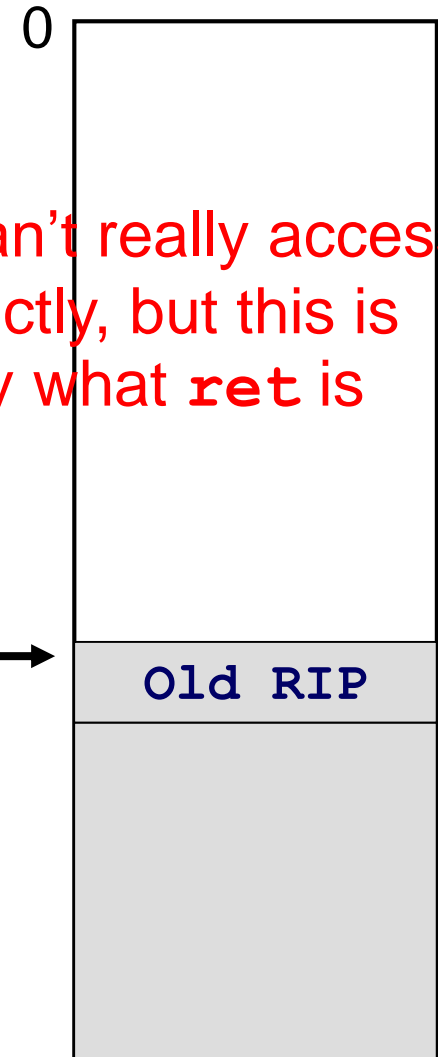 0
an't really acces
ctly, but this is
y what ret is
Old RIP